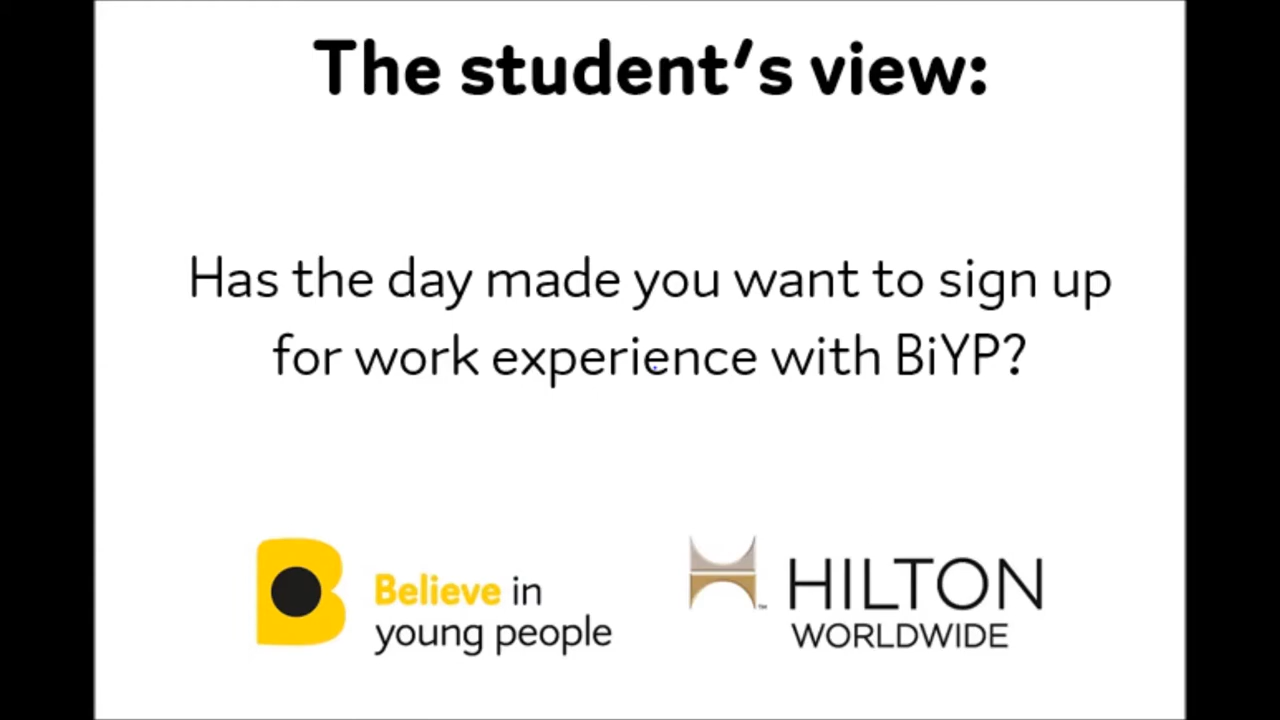 The student's view:
Has the day made you want to sign up
for work experience with BiYP?
Believe in
young people
HILTON
WORLDWIDE